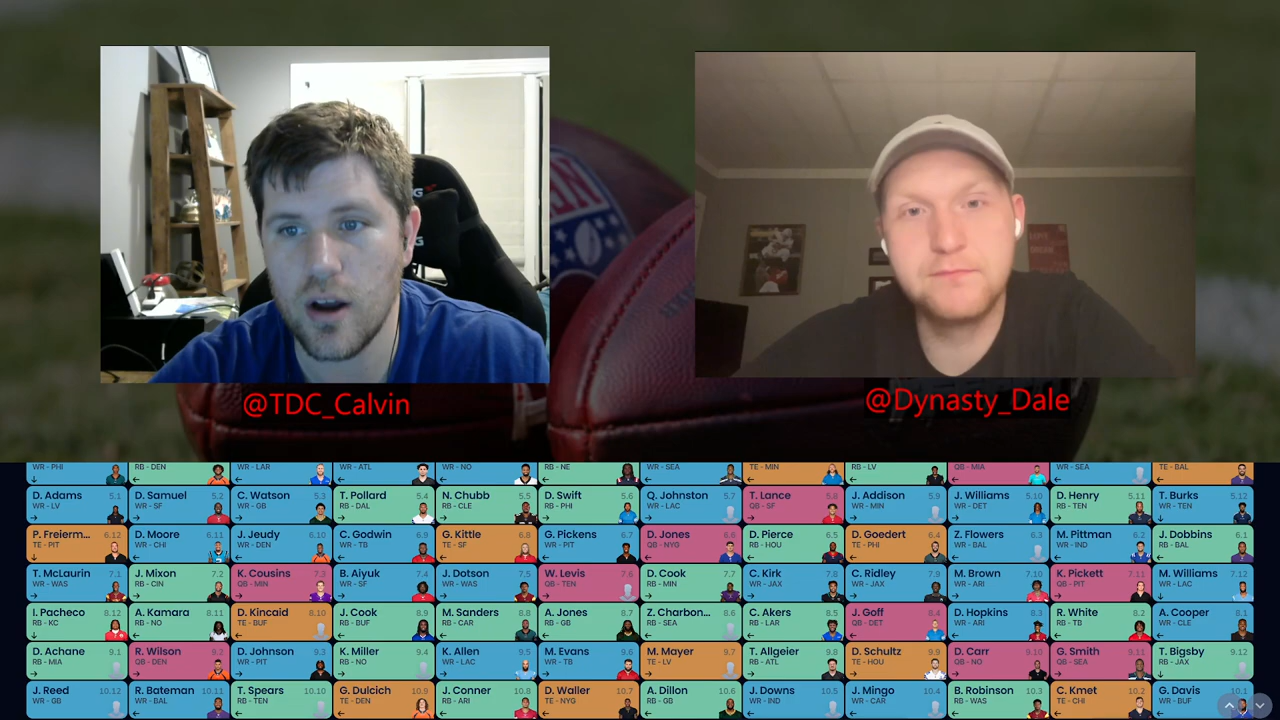 @TDC_Calvin
@Dynasty_Dale
WR - PHI RB - DEN WR - LAR WR - ATL WR - NO RB - NE WR - SEA TE - MIN RB - LV QB - MIA WR - SEA TE - BAL
D. Adams 5.1 D. Samuel 5.2 C. Watson 5.3 T. Pollard 5.4 N. Chubb 5.5 D. Swift 5.6 Q. Johnston 5.7 T. Lance 5.8 J. Addison 5.9 J. Williams 5.10 D. Henry 5.11 T. Burks 5.12
WR - LV WR - SF WR - GB RB - DAL RB - CLE RB - PHI WR - LAC QB - SF WR - MIN WR - DET RB - TEN WR - TEN
P. Freierm... 6.12 D. Moore 6.11 J. Jeudy 6.10 C. Godwin 6.9 G. Kittle 6.8 G. Pickens 6.7 D. Jones 6.6 D. Pierce 6.5 D. Goedert 6.4 Z. Flowers 6.3 M. Pittman 6.2 J. Dobbins 6.1
TE - PIT WR - CHI WR - DEN WR - TB TE - SF WR - PIT QB - NYG RB - HOU TE - PHI WR - BAL WR - IND RB - BAL
T. McLaurin 7.1 J. Mixon 7.2 K. Cousins 7.3 B. Aiyuk 7.4 J. Dotson 7.5 W. Levis 7.6 D. Cook 7.7 C. Kirk 7.8 C. Ridley 7.9 M. Brown 7.10 K. Pickett 7.11 M. Williams 7.12
WR - WAS RB - CIN QB - MIN WR - SF WR - WAS QB - TEN RB - MIN WR - JAX WR - JAX WR - ARI QB - PIT WR - LAC
I. Pacheco 8.12 A. Kamara 8.11 D. Kincaid 8.10 J. Cook 8.9 M. Sanders 8.8 A. Jones 8.7 Z. Charbon... 8.6 C. Akers 8.5 J. Goff 8.4 D. Hopkins 8.3 R. White 8.2 A. Cooper 8.1
RB - KC RB - NO TE - BUF RB - BUF RB - CAR RB - GB RB - SEA RB - LAR QB - DET WR - ARI RB - TB WR - CLE
D. Achane 9.1 R. Wilson 9.2 D. Johnson 9.3 K. Miller 9.4 K. Allen 9.5 M. Evans 9.6 M. Mayer 9.7 T. Allgeier 9.8 D. Schultz 9.9 D. Carr 9.10 G. Smith 9.11 T. Bigsby 9.12
RB - MIA QB - DEN WR - PIT RB - NO WR - LAC WR - TB TE - LV RB - ATL TE - HOU QB - NO QB - SEA RB - JAX
J. Reed 10.12 R. Bateman 10.11 T. Spears 10.10 G. Dulcich 10.9 J. Conner 10.8 D. Waller 10.7 A. Dillon 10.6 J. Downs 10.5 J. Mingo 10.4 B. Robinson 10.3 C. Kmet 10.2 G. Davis 10.1
WR - GB WR - BAL RB - TEN TE - DEN RB - ARI TE - NYG RB - GB WR - IND WR - CAR RB - WAS TE - CHI WR - BUF